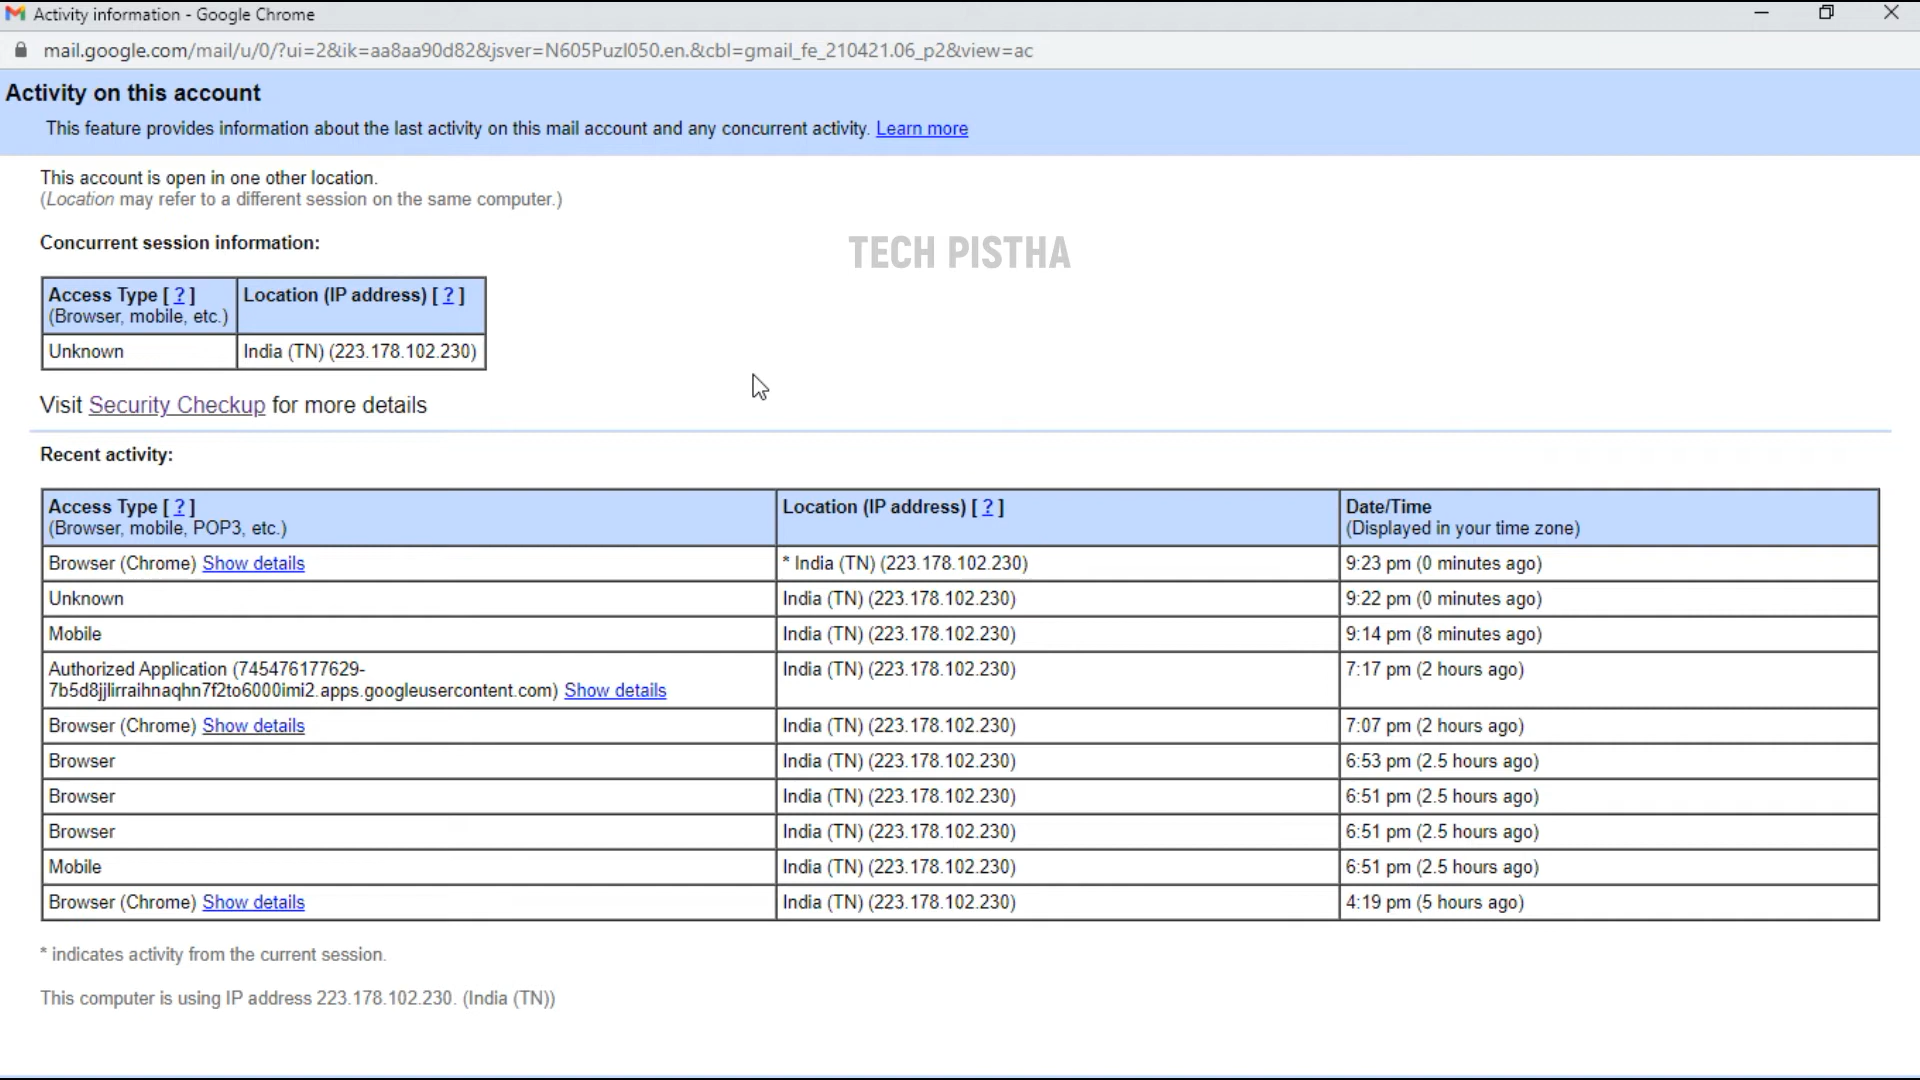 Activity information - Google Chrome
mail.google.com/mail/u/0/?ui=2&ik=aa8aa90d82&jsver=N605PuzI050.en.&cbl=gmail_fe_210421.06_p2&view=ac
Activity on this account
This feature provides information about the last activity on this mail account and any concurrent activity. Learn more
This account is open in one other location.
(Location may refer to a different session on the same computer.)
Concurrent session information:
TECH PISTHA
Access Type [ ? ] Location (IP address) [ ? ]
(Browser, mobile, etc.)
Unknown India (TN) (223.178.102.230)
Visit Security Checkup for more details
Recent activity:
Access Type [ ? ] Location (IP address) [ ? ] Date/Time
(Browser, mobile, POP3, etc.) (Displayed in your time zone)
Browser (Chrome) Show details * India (TN) (223.178.102.230) 9:23 pm (0 minutes ago)
Unknown India (TN) (223.178.102.230) 9:22 pm (0 minutes ago)
Mobile India (TN) (223.178.102.230) 9:14 pm (8 minutes ago)
Authorized Application (745476177629- India (TN) (223.178.102.230) 7:17 pm (2 hours ago)
7b5d8jjlirraihnaqhn7f2to6000imi2.apps.googleusercontent.com) Show details
Browser (Chrome) Show details India (TN) (223.178.102.230) 7:07 pm (2 hours ago)
Browser India (TN) (223.178.102.230) 6:53 pm (2.5 hours ago)
Browser India (TN) (223.178.102.230) 6:51 pm (2.5 hours ago)
Browser India (TN) (223.178.102.230) 6:51 pm (2.5 hours ago)
Mobile India (TN) (223.178.102.230) 6:51 pm (2.5 hours ago)
Browser (Chrome) Show details India (TN) (223.178.102.230) 4:19 pm (5 hours ago)
* indicates activity from the current session.
This computer is using IP address 223.178.102.230. (India (TN))